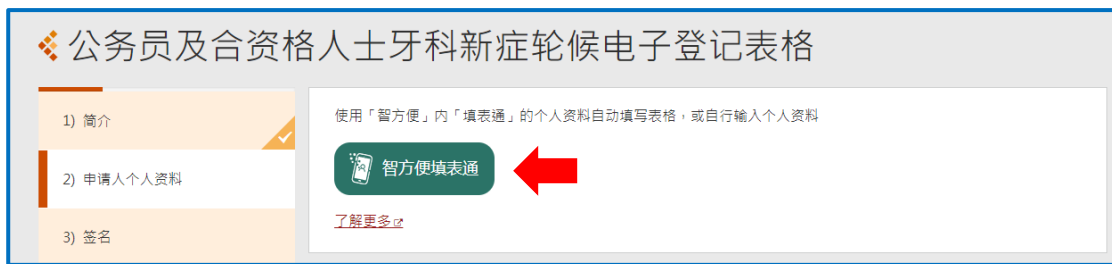 公务员及合资格人士牙科新症轮候电子登记表格
1) 简介
2) 申请人个人资料
3) 签名
使用「智方便」内「填表通」的个人资料自动填写表格，或自行输入个人资料
智方便填表通
了解更多